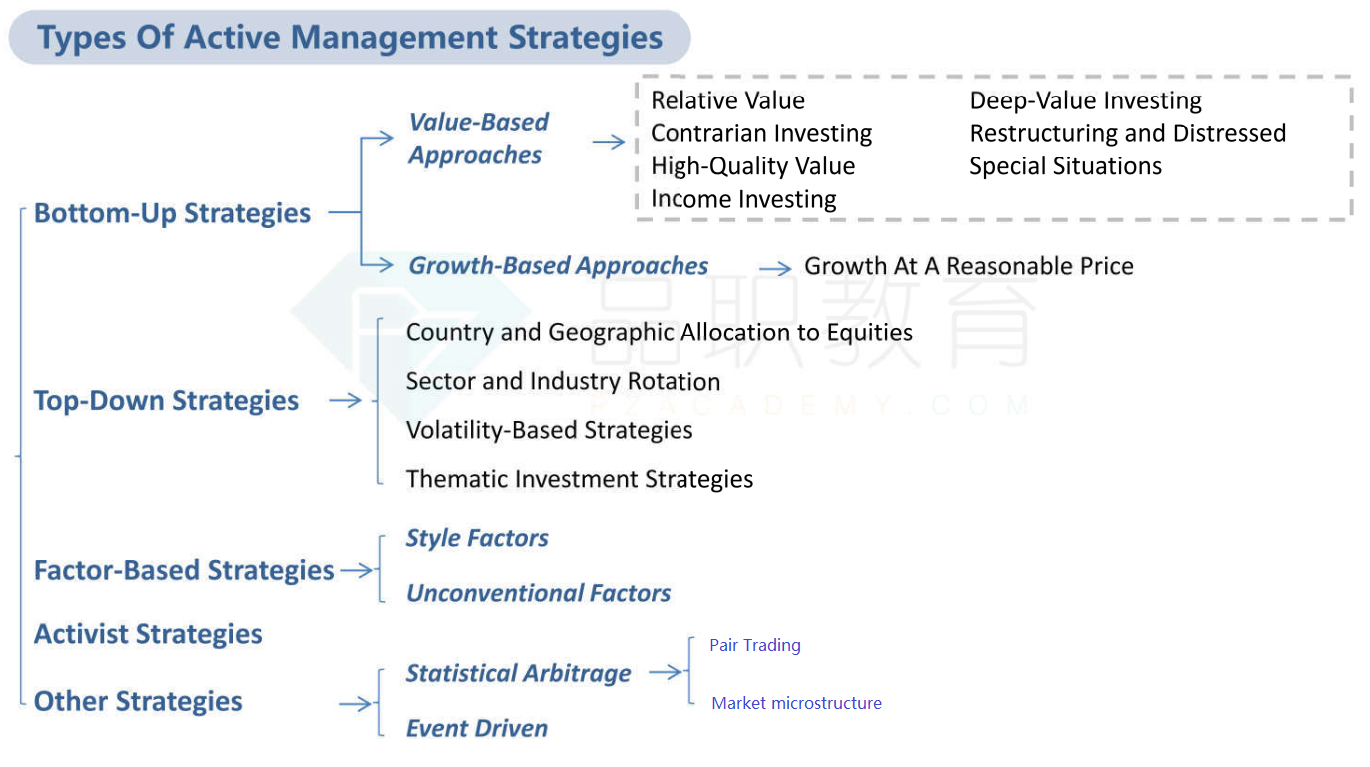 Types Of Active Management Strategies
Value-Based
Approaches
Relative Value
Contrarian Investing
High-Quality Value
Income Investing
Deep-Value Investing
Restructuring and Distressed
Special Situations
Bottom-Up Strategies
Growth-Based Approaches
Growth At A Reasonable Price
品职教育
PZACADEMY.COM
Top-Down Strategies
Country and Geographic Allocation to Equities
Sector and Industry Rotation
Volatility-Based Strategies
Thematic Investment Strategies
Factor-Based Strategies
Style Factors
Unconventional Factors
Activist Strategies
Other Strategies
Statistical Arbitrage
Pair Trading
Market microstructure
Event Driven